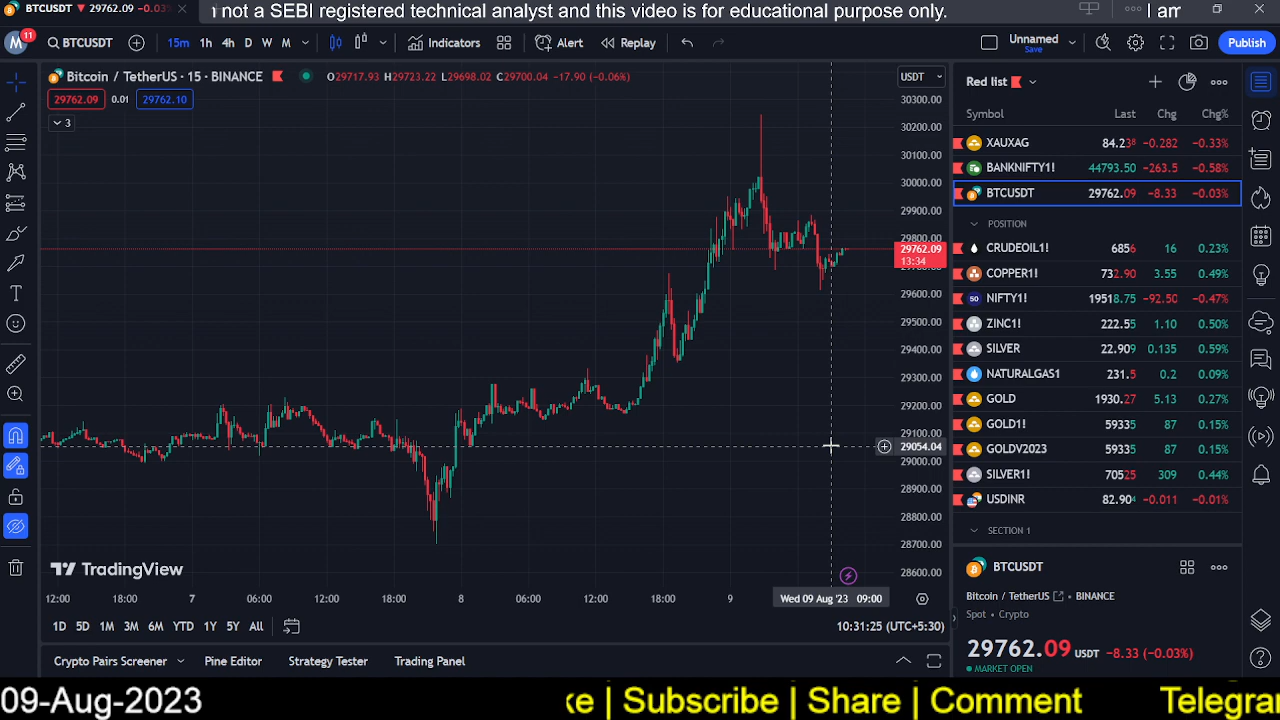 BTCUSDT 29762.09 -0.03
not a SEBI registered technical analyst and this video is for educational purpose only.
I am
M 11
BTCUSDT
15m 1h 4h D W M
Indicators
Alert
Replay
Unnamed
Save
Publish
Bitcoin / TetherUS · 15 · BINANCE
O29717.93 H29723.22 L29698.02 C29700.04 -17.90 (-0.06%)
29762.09 0.01 29762.10
3
USDT
30300.00
30200.00
30100.00
30000.00
29900.00
29800.00
29762.09
13:34
29600.00
29500.00
29400.00
29300.00
29200.00
29100.00
29054.04
29000.00
28900.00
28800.00
28700.00
28600.00
TradingView
12:00 18:00 7 06:00 12:00 18:00 8 06:00 12:00 18:00 9 Wed 09 Aug '23 09:00
1D 5D 1M 3M 6M YTD 1Y 5Y All
10:31:25 (UTC+5:30)
Crypto Pairs Screener Pine Editor Strategy Tester Trading Panel
Red list
Symbol Last Chg Chg%
XAUXAG 84.238 -0.282 -0.33%
BANKNIFTY1! 44793.50 -263.5 -0.58%
BTCUSDT 29762.09 -8.33 -0.03%
POSITION
CRUDEOIL1! 6856 16 0.23%
COPPER1! 732.90 3.55 0.49%
50 NIFTY1! 19518.75 -92.50 -0.47%
ZINC1! 222.55 1.10 0.50%
SILVER 22.909 0.135 0.59%
NATURALGAS1 231.5 0.2 0.09%
GOLD 1930.27 5.13 0.27%
GOLD1! 59335 87 0.15%
GOLDV2023 59335 87 0.15%
SILVER1! 70525 309 0.44%
USDINR 82.904 -0.011 -0.01%
SECTION 1
BTCUSDT
Bitcoin / TetherUS • BINANCE
Spot • Crypto
29762.09 USDT -8.33 (-0.03%)
MARKET OPEN
09-Aug-2023
ke | Subscribe | Share | Comment
Telegra